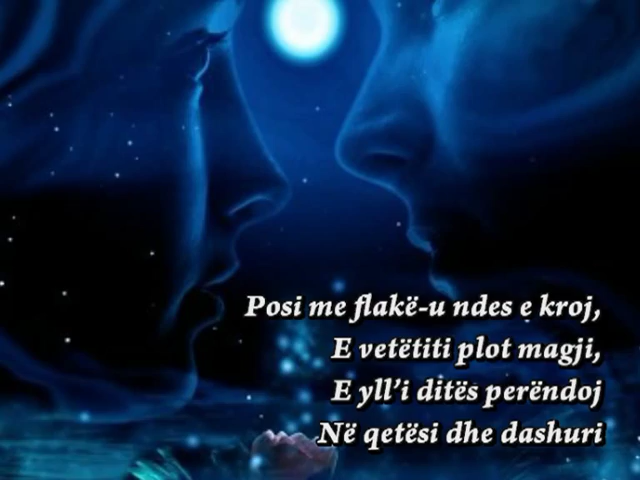 Posi me flakë-u ndes e kroj,
E vetëtiti plot magji,
E yll'i ditës perëndoj
Në qetësi dhe dashuri